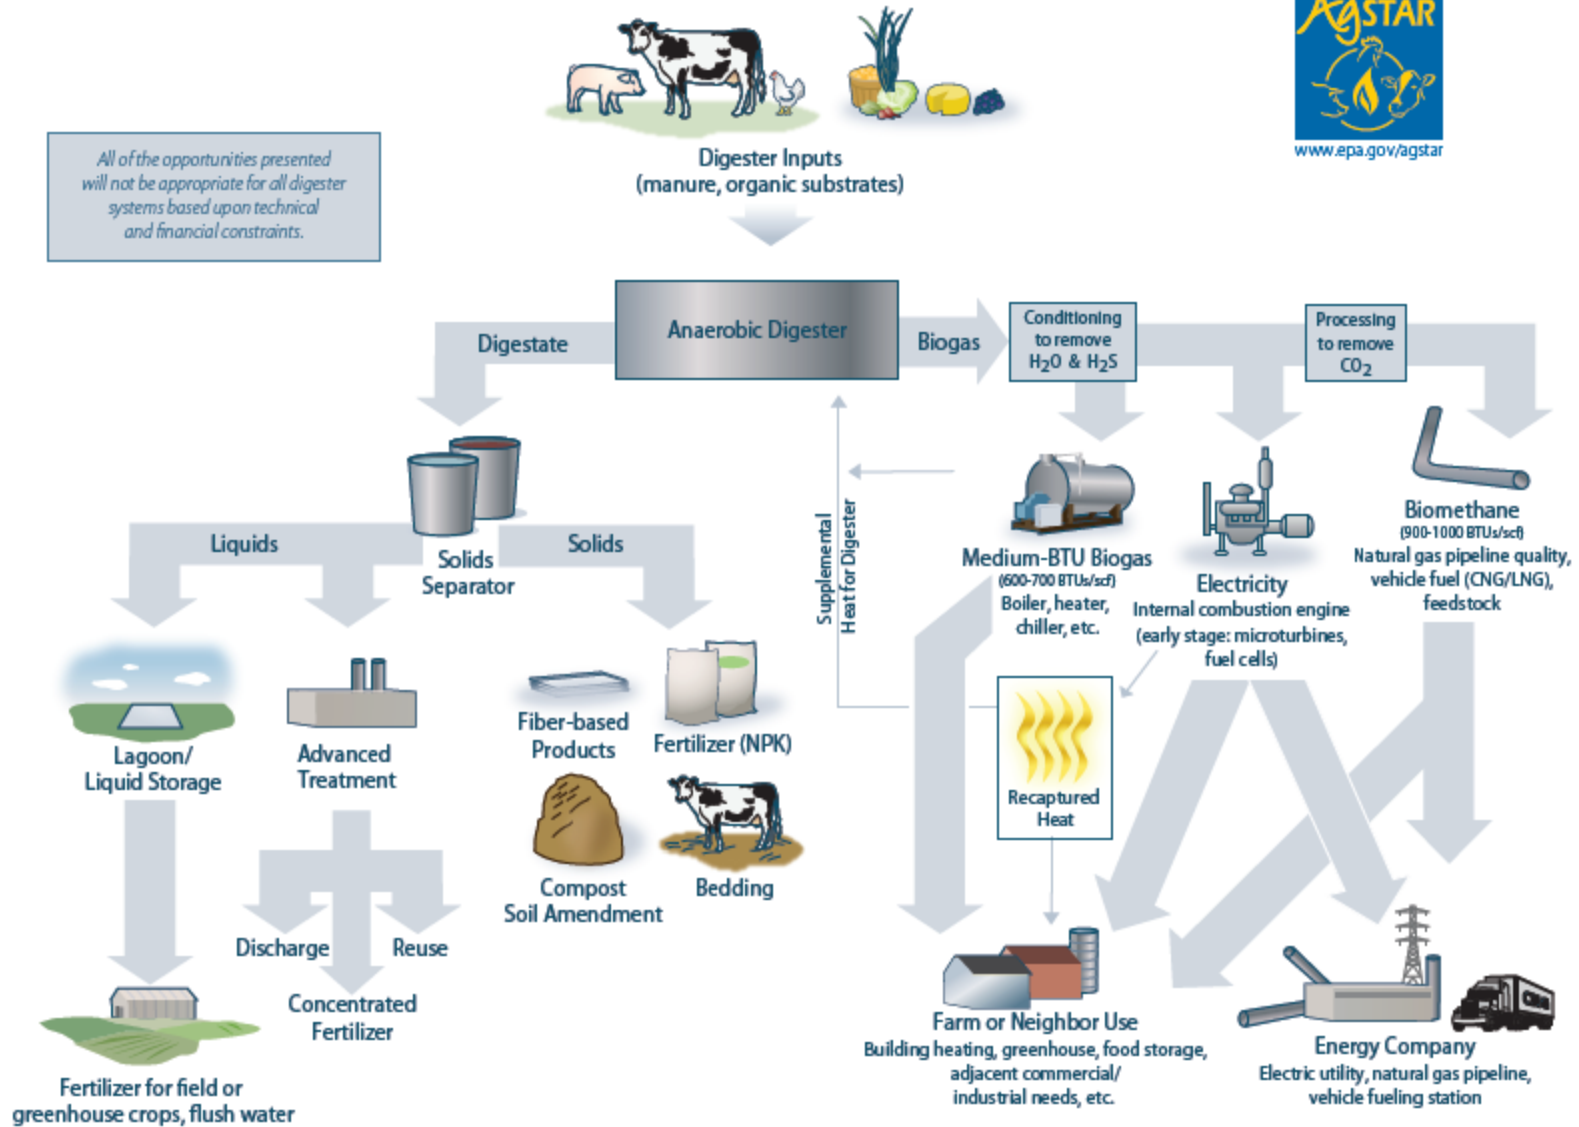 AgSTAR
www.epa.gov/agstar
All of the opportunities presented
will not be appropriate for all digester
systems based upon technical
and financial constraints.
Digester Inputs
(manure, organic substrates)
Anaerobic Digester
Digestate
Biogas
Conditioning
to remove
H2O & H2S
Processing
to remove
CO2
Liquids
Solids
Separator
Solids
Supplemental
Heat for Digester
Medium-BTU Biogas
(600-700 BTUs/scf)
Boiler, heater,
chiller, etc.
Electricity
Internal combustion engine
(early stage: microturbines,
fuel cells)
Biomethane
(900-1000 BTUs/scf)
Natural gas pipeline quality,
vehicle fuel (CNG/LNG),
feedstock
Lagoon/
Liquid Storage
Advanced
Treatment
Fiber-based
Products
Fertilizer (NPK)
Compost
Soil Amendment
Bedding
Recaptured
Heat
Discharge
Reuse
Concentrated
Fertilizer
Fertilizer for field or
greenhouse crops, flush water
Farm or Neighbor Use
Building heating, greenhouse, food storage,
adjacent commercial/
industrial needs, etc.
Energy Company
Electric utility, natural gas pipeline,
vehicle fueling station